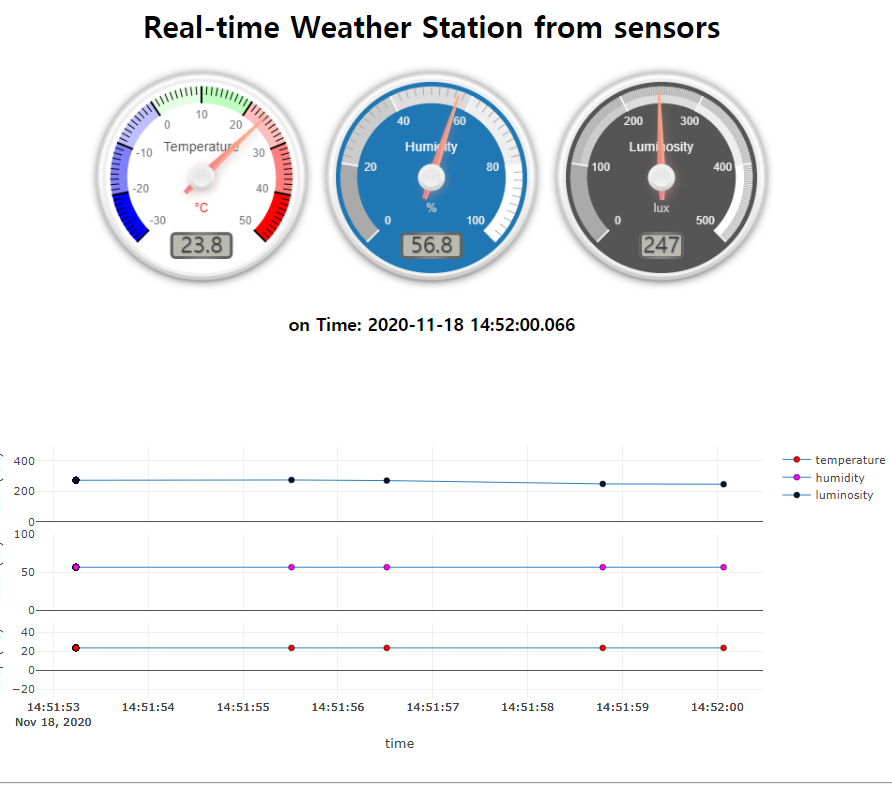 Real-time Weather Station from sensors
-30 -20 -10 0 10 20 30 40 50
Temperature
°C
23.8
0 20 40 60 80 100
Humidity
%
56.8
0 100 200 300 400 500
Luminosity
lux
247
on Time: 2020-11-18 14:52:00.066
400
200
0
100
50
0
40
20
0
−20
14:51:53 14:51:54 14:51:55 14:51:56 14:51:57 14:51:58 14:51:59 14:52:00
Nov 18, 2020
time
temperature
humidity
luminosity